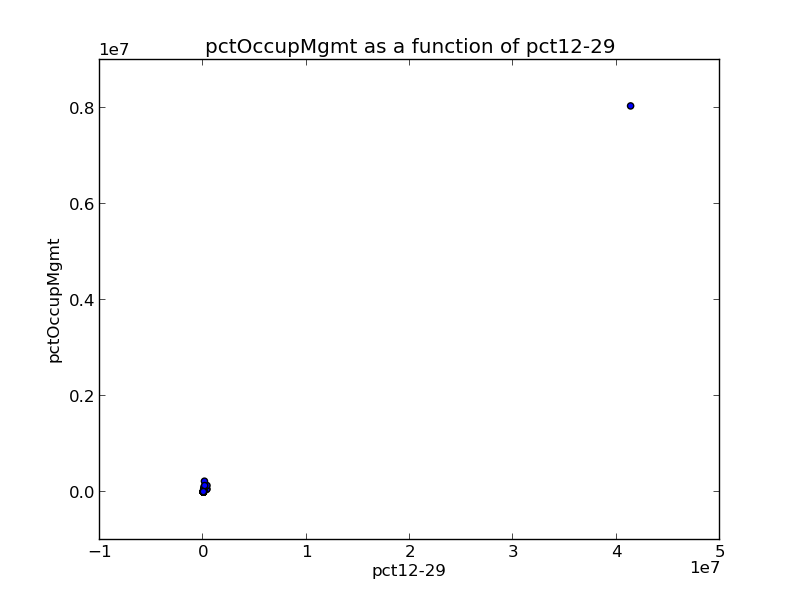 pctOccupMgmt as a function of pct12-29
1e7
0.8
0.6
0.4
0.2
0.0
pctOccupMgmt
−1 0 1 2 3 4 5
1e7
pct12-29